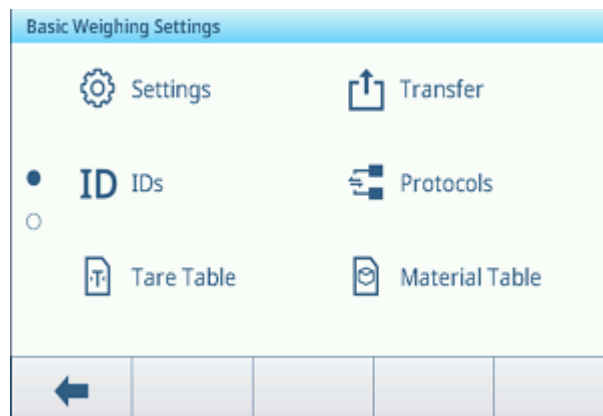 Basic Weighing Settings
Settings
Transfer
ID IDs
Protocols
T Tare Table
Material Table